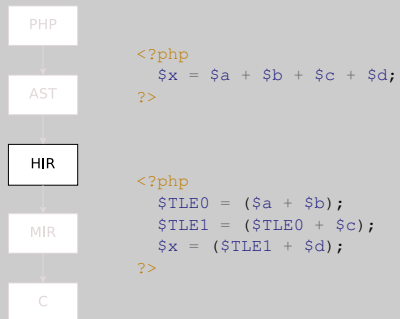 PHP
AST
HIR
MIR
C
<?php
  $x = $a + $b + $c + $d;
?>
<?php
  $TLE0 = ($a + $b);
  $TLE1 = ($TLE0 + $c);
  $x = ($TLE1 + $d);
?>